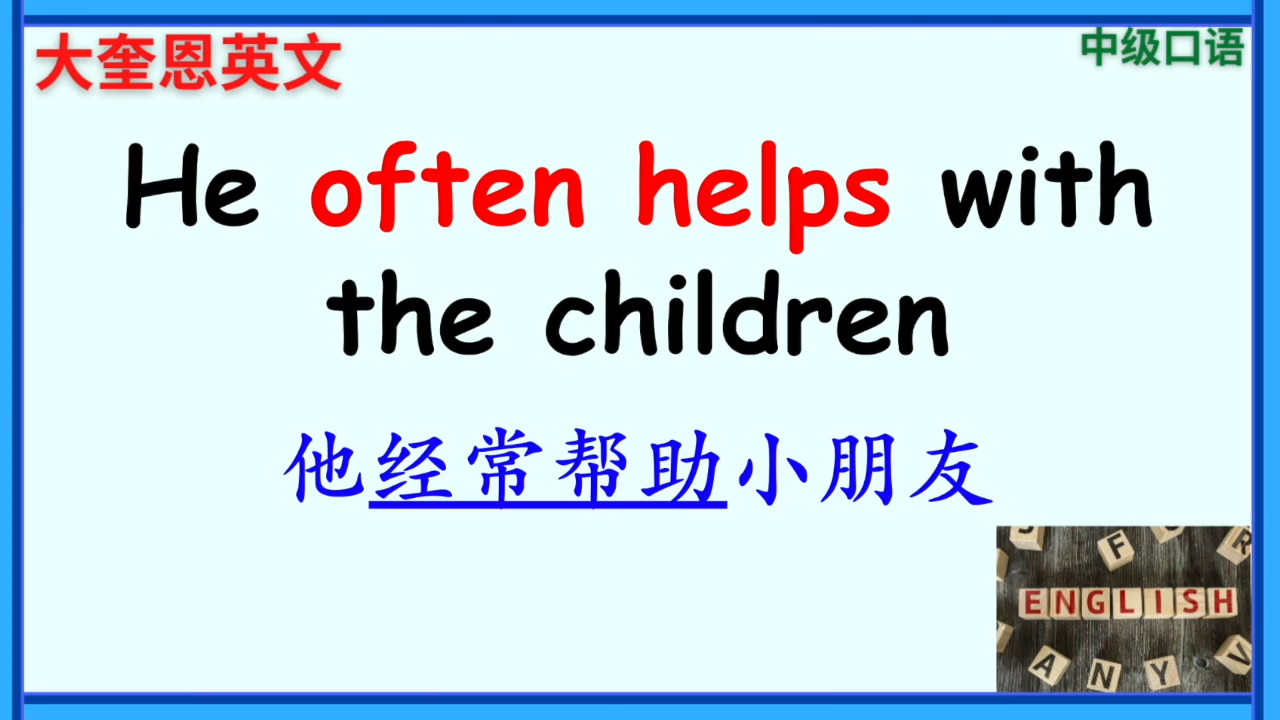 大奎恩英文
中级口语
He often helps with
the children
他经常帮助小朋友
F
R
ENGLISH
A N Y V